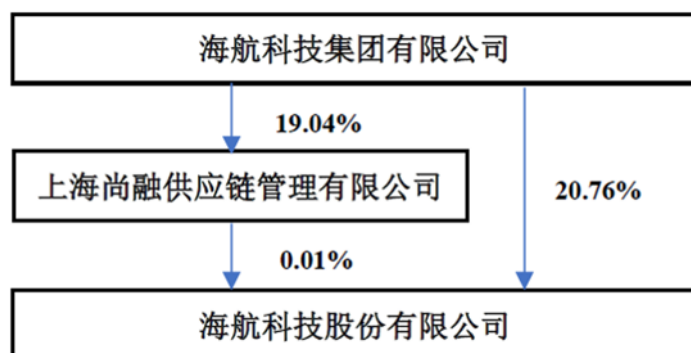 海航科技集团有限公司
19.04%
上海尚融供应链管理有限公司
20.76%
0.01%
海航科技股份有限公司